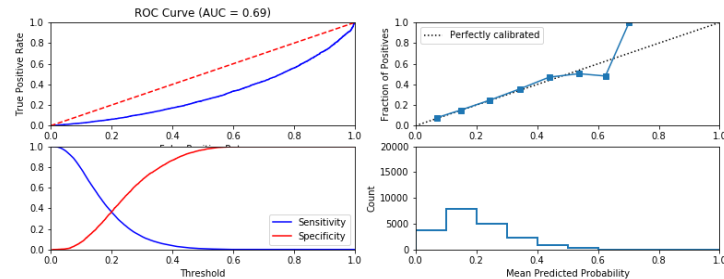 ROC Curve (AUC = 0.69)
True Positive Rate
1.0
0.8
0.6
0.4
0.2
0.0
0.0 0.2 0.4 0.6 0.8 1.0
Fraction of Positives
1.0
0.8
0.6
0.4
0.2
0.0
Perfectly calibrated
0.0 0.2 0.4 0.6 0.8 1.0
1.0
0.8
0.6
0.4
0.2
0.0
Sensitivity
Specificity
0.0 0.2 0.4 0.6 0.8 1.0
Threshold
Count
20000
15000
10000
5000
0
0.0 0.2 0.4 0.6 0.8 1.0
Mean Predicted Probability